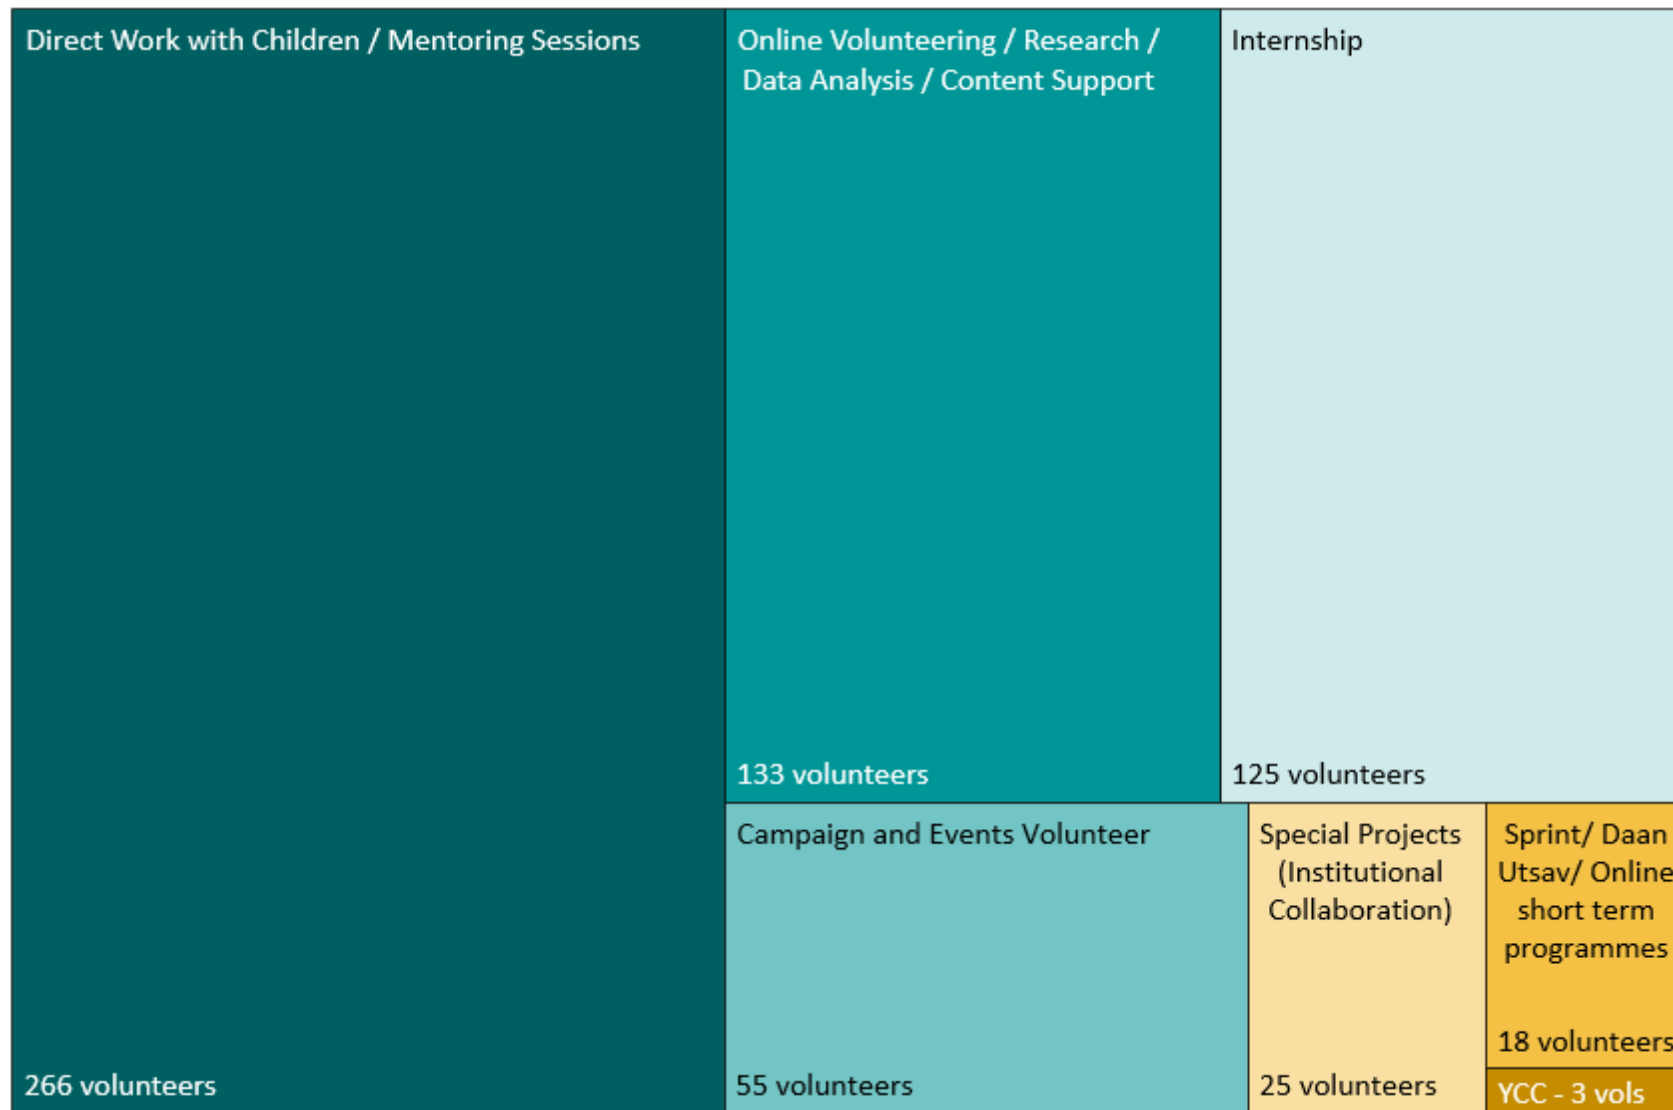 Direct Work with Children / Mentoring Sessions
266 volunteers
Online Volunteering / Research /
Data Analysis / Content Support
133 volunteers
Internship
125 volunteers
Campaign and Events Volunteer
55 volunteers
Special Projects
(Institutional
Collaboration)
25 volunteers
Sprint/ Daan
Utsav/ Online
short term
programmes
18 volunteers
YCC - 3 vols